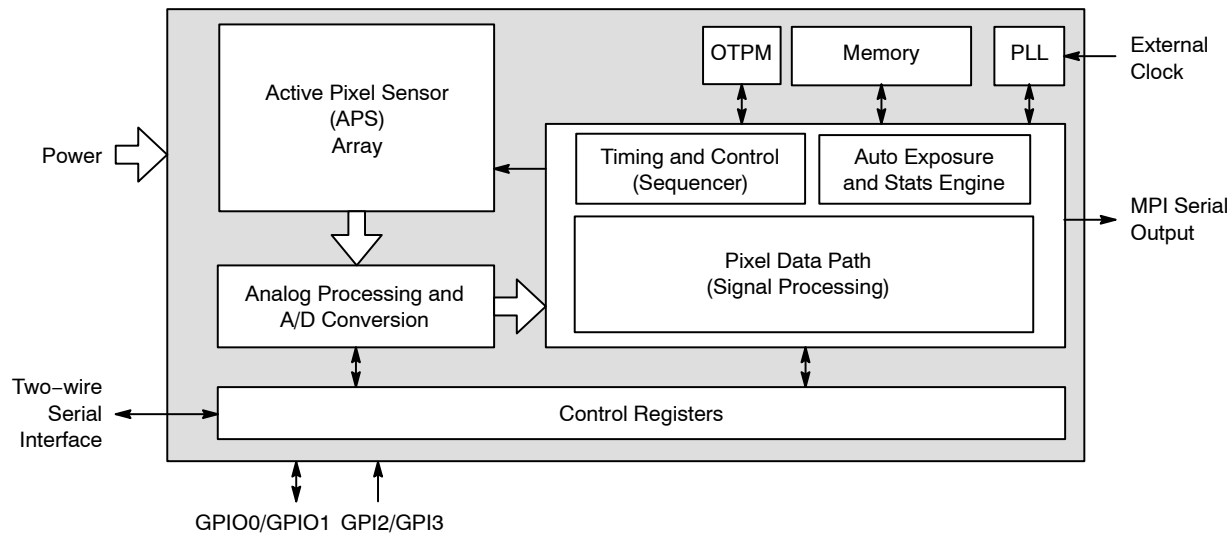 OTPM
Memory
PLL
External
Clock
Active Pixel Sensor
(APS)
Array
Power
Timing and Control
(Sequencer)
Auto Exposure
and Stats Engine
MPI Serial
Output
Pixel Data Path
(Signal Processing)
Analog Processing and
A/D Conversion
Two−wire
Serial
Interface
Control Registers
GPIO0/GPIO1
GPI2/GPI3